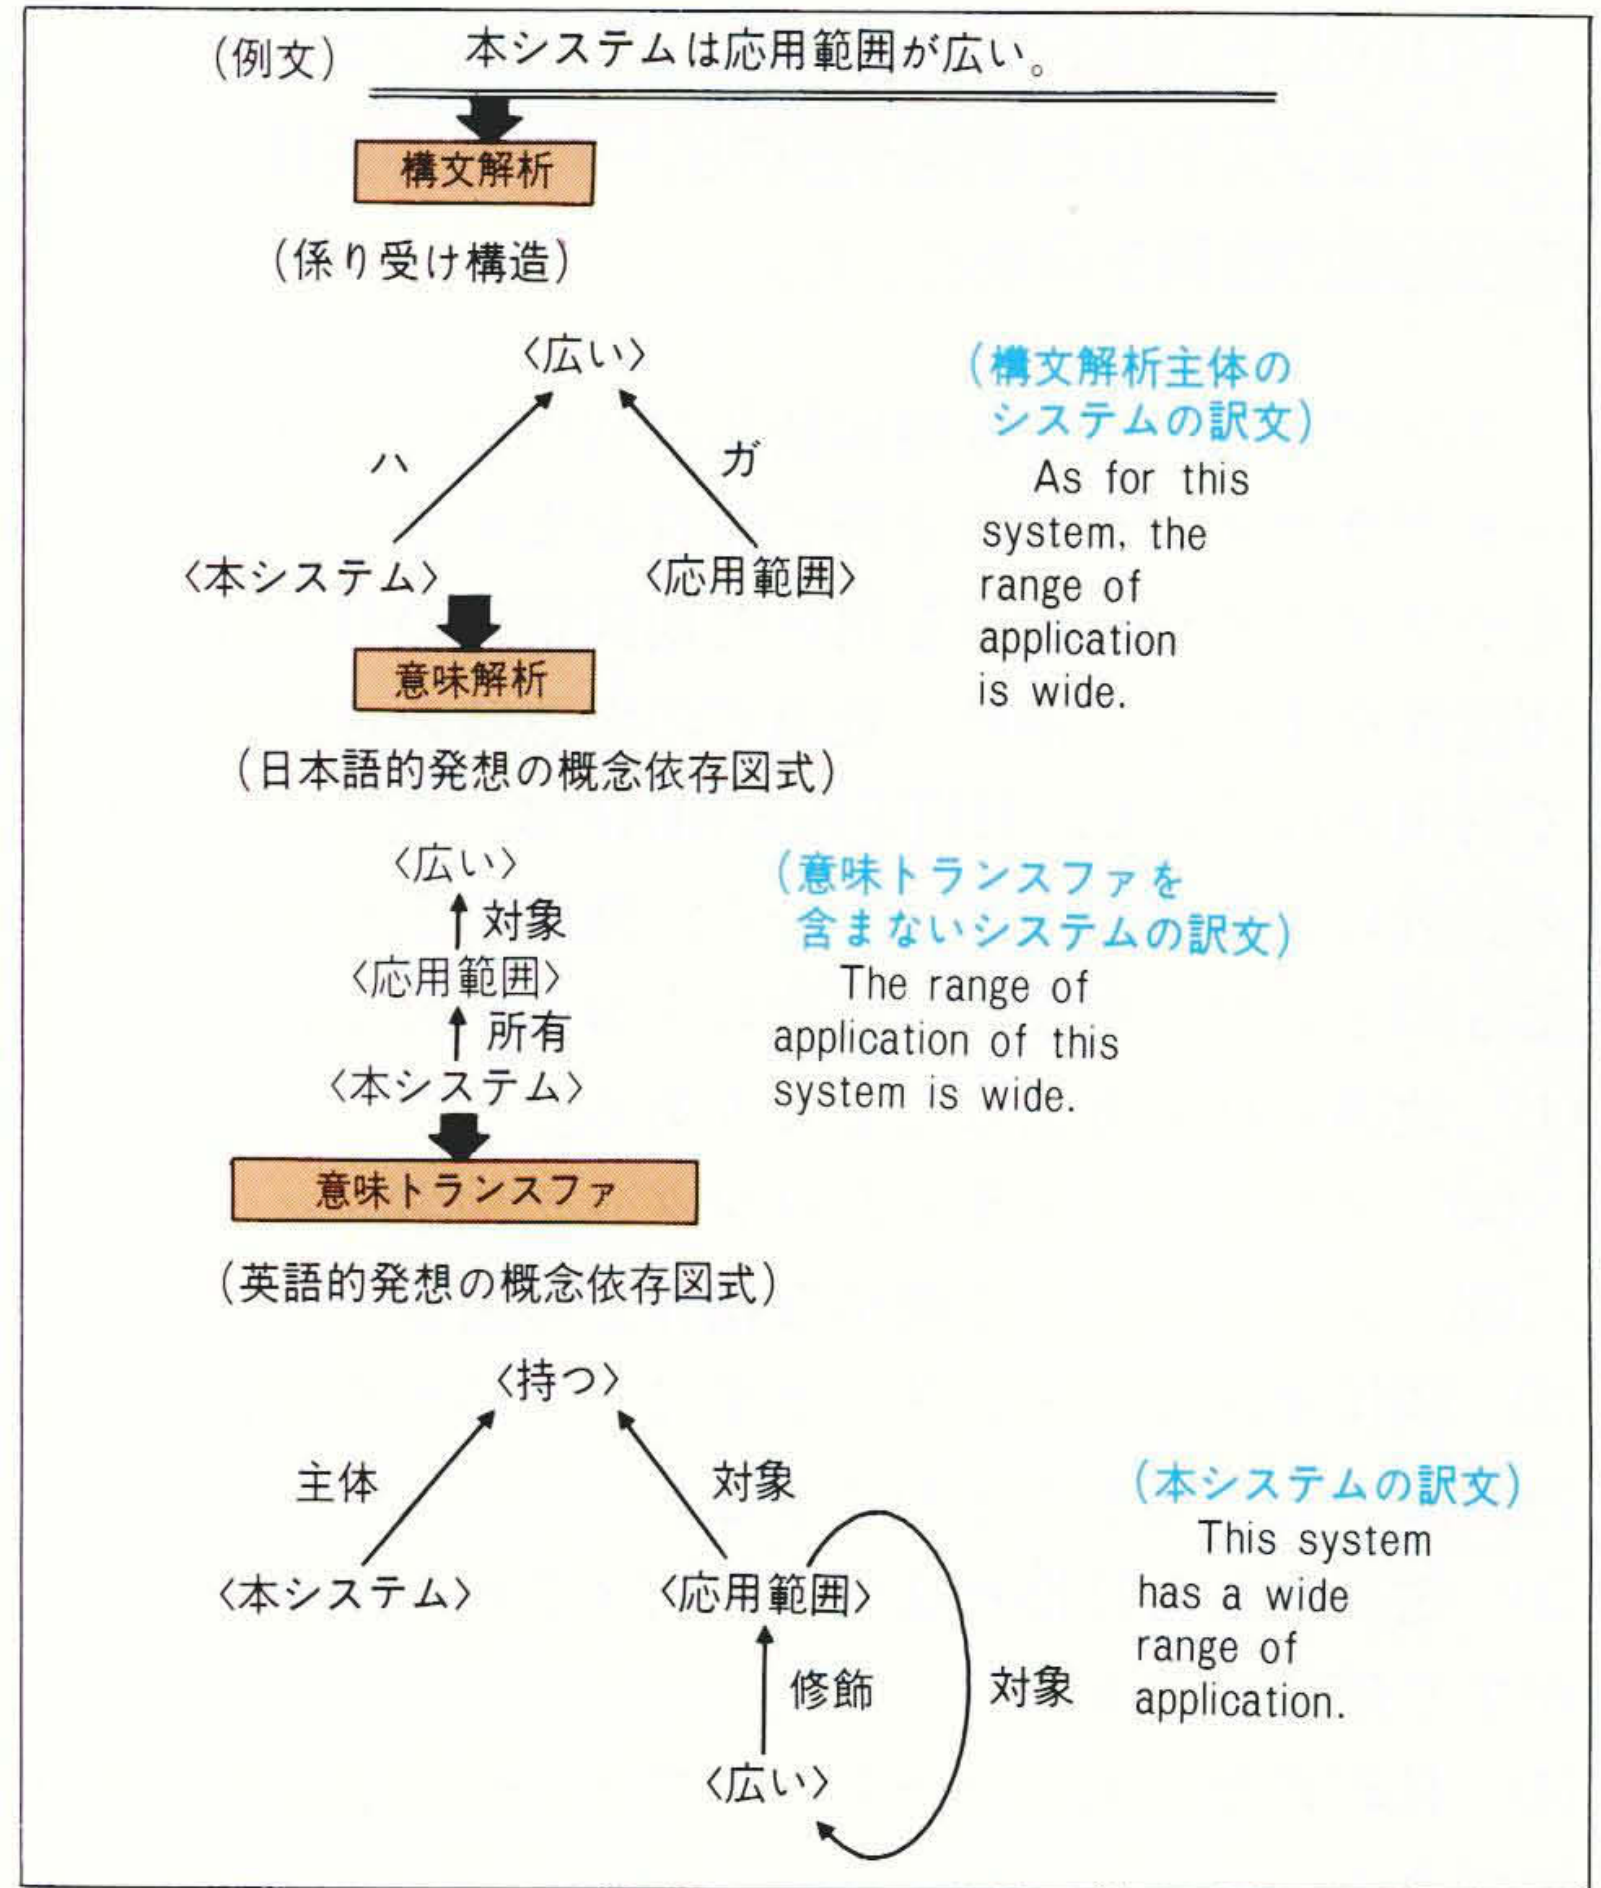 (例文) 本システムは応用範囲が広い。
構文解析
(係り受け構造)
〈広い〉
ハ
ガ
〈本システム〉
〈応用範囲〉
(構文解析主体の
システムの訳文)
As for this
system, the
range of
application
is wide.
意味解析
(日本語的発想の概念依存図式)
〈広い〉
対象
〈応用範囲〉
所有
〈本システム〉
(意味トランスファを
含まないシステムの訳文)
The range of
application of this
system is wide.
意味トランスファ
(英語的発想の概念依存図式)
〈持つ〉
主体
対象
〈本システム〉
〈応用範囲〉
修飾
対象
〈広い〉
(本システムの訳文)
This system
has a wide
range of
application.